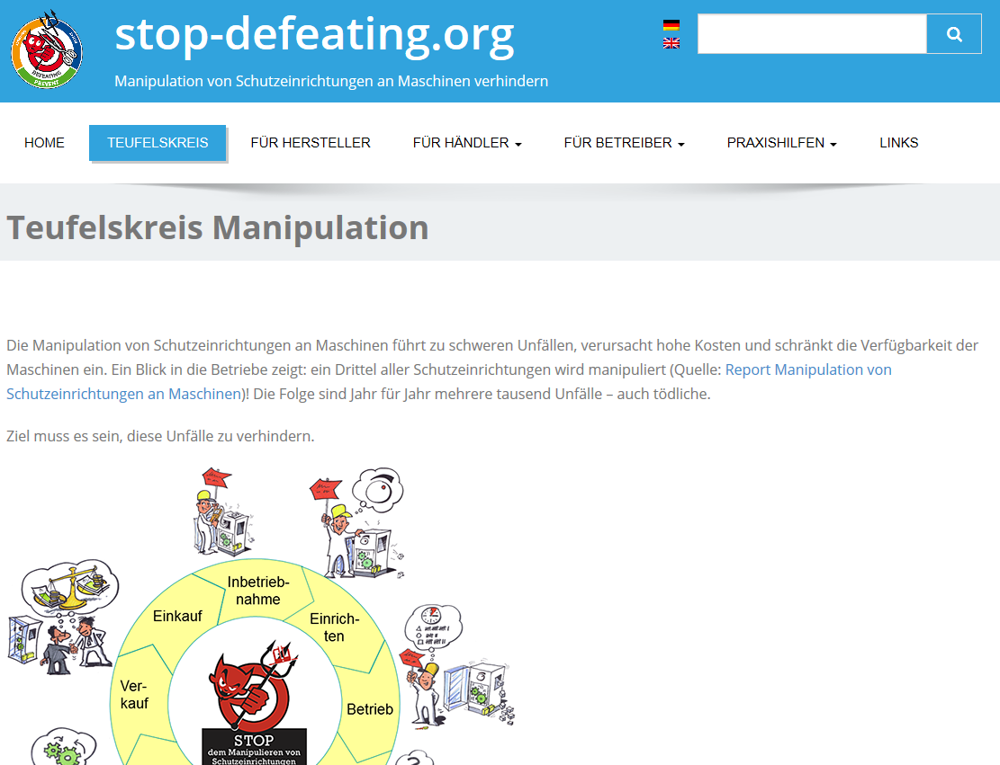 stop-defeating.org
Manipulation von Schutzeinrichtungen an Maschinen verhindern
DEFEATING
PREVENT
HOME
TEUFELSKREIS
FÜR HERSTELLER
FÜR HÄNDLER
FÜR BETREIBER
PRAXISHILFEN
LINKS
Teufelskreis Manipulation
Die Manipulation von Schutzeinrichtungen an Maschinen führt zu schweren Unfällen, verursacht hohe Kosten und schränkt die Verfügbarkeit der
Maschinen ein. Ein Blick in die Betriebe zeigt: ein Drittel aller Schutzeinrichtungen wird manipuliert (Quelle: Report Manipulation von
Schutzeinrichtungen an Maschinen)! Die Folge sind Jahr für Jahr mehrere tausend Unfälle – auch tödliche.
Ziel muss es sein, diese Unfälle zu verhindern.
Inbetrieb-
nahme
Einkauf
Einrich-
ten
Ver-
kauf
Betrieb
STOP
dem Manipulieren von
Schutzeinrichtungen
?